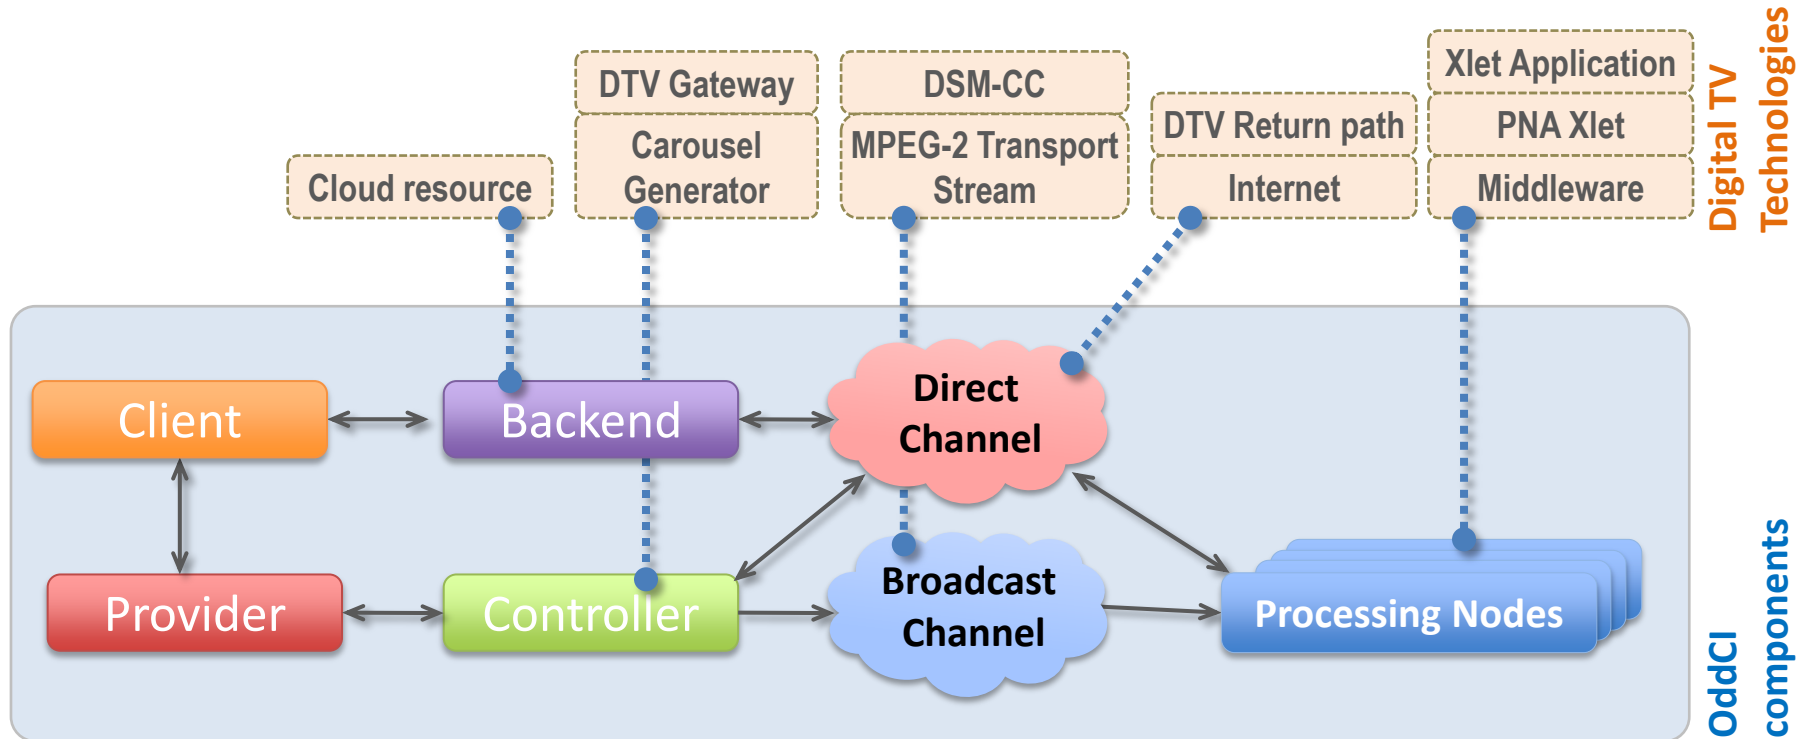 Cloud resource
DTV Gateway
Carousel
Generator
DSM-CC
MPEG-2 Transport
Stream
DTV Return path
Internet
Xlet Application
PNA Xlet
Middleware
Digital TV
Technologies
Client
Backend
Direct
Channel
Provider
Controller
Broadcast
Channel
Processing Nodes
OddCI
components